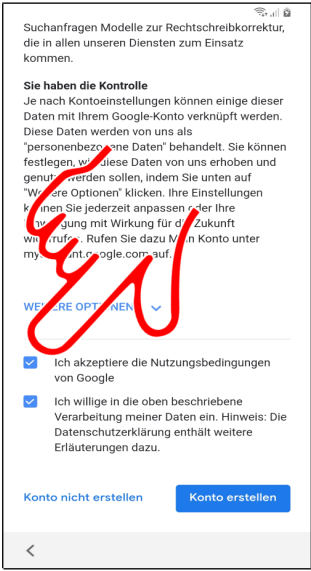 Suchanfragen Modelle zur Rechtschreibkorrektur,
die in allen unseren Diensten zum Einsatz
kommen.
Sie haben die Kontrolle
Je nach Kontoeinstellungen können einige dieser
Daten mit Ihrem Google-Konto verknüpft werden.
Diese Daten werden von uns als
"personenbezogene Daten" behandelt. Sie können
festlegen, wie diese Daten von uns erhoben und
genutzt werden sollen, indem Sie unten auf
"Weitere Optionen" klicken. Ihre Einstellungen
können Sie jederzeit anpassen oder Ihre
Einwilligung mit Wirkung für die Zukunft
widerrufen. Rufen Sie dazu Mein Konto unter
myaccount.google.com auf.
WEITERE OPTIONEN
Ich akzeptiere die Nutzungsbedingungen
von Google
Ich willige in die oben beschriebene
Verarbeitung meiner Daten ein. Hinweis: Die
Datenschutzerklärung enthält weitere
Erläuterungen dazu.
Konto nicht erstellen Konto erstellen